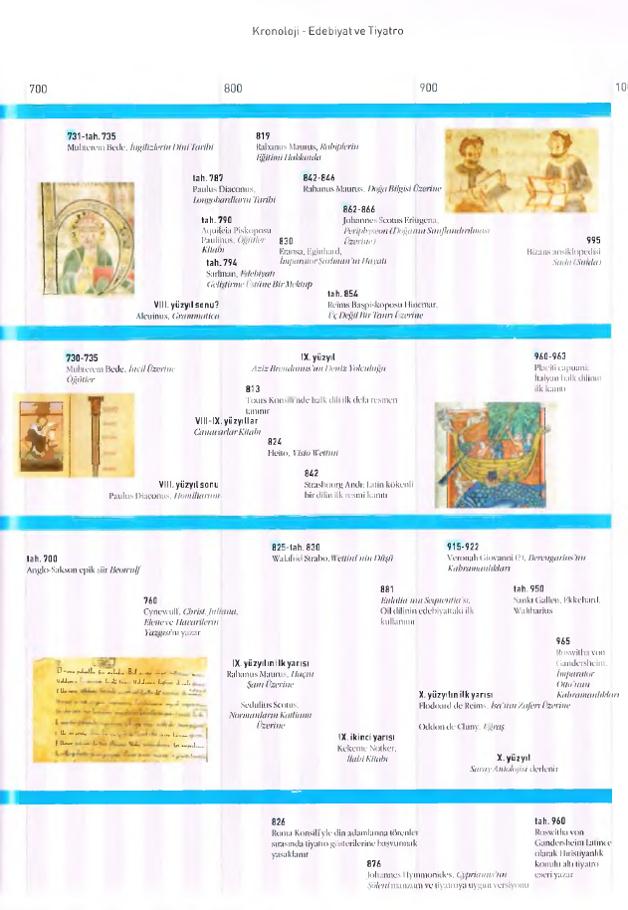 Kronoloji - Edebiyat ve Tiyatro
700
800
900
10
731-tah. 735
Muhterem Bede, İngilizlerin Dini Tarihi
819
Rabanus Maurus, Rahiplerin
Eğitimi Hakkında
tah. 787
Paulus Diaconus,
Longobardların Tarihi
842-846
Rabanus Maurus, Doğa Bilgisi Üzerine
tah. 790
Aquileia Piskoposu
Paulinus, Öğütler
Kitabı
862-866
Johannes Scotus Eriugena,
Periphyseon (Doğanın Sınıflandırılması
Üzerine)
830
Fransa, Eginhard,
İmparator Şarlman'ın Hayatı
995
Bizans ansiklopedisi
Suda (Suida)
tah. 794
Şarlman, Edebiyatı
Geliştirme Üstüne Bir Mektup
tah. 854
Reims Başpiskoposu Hincmar,
Üç Değil Bir Tanrı Üzerine
VIII. yüzyıl sonu?
Alcuinus, Grammatica
730-735
Muhterem Bede, İncil Üzerine
Öğütler
IX. yüzyıl
Aziz Brendanus'un Deniz Yolculuğu
960-963
Placiti capuani:
İtalyan halk dilinin
ilk kanıtı
813
Tours Konsili'nde halk dili ilk defa resmen
tanınır
VIII-IX. yüzyıllar
Canavarlar Kitabı
824
Heito, Visio Wettini
842
Strasbourg Andı: Latin kökenli
bir dilin ilk resmi kanıtı
VIII. yüzyıl sonu
Paulus Diaconus, Homiliarium
tah. 700
Anglo-Sakson epik şiir Beowulf
825-tah. 830
Walafrid Strabo, Wettini'nin Düşü
915-922
Veronalı Giovanni (?), Berengarius'un
Kahramanlıkları
760
Cynewulf, Christ, Juliana,
Elene ve Havarilerin
Yazgısı'nı yazar
881
Eulalia'nın Sequentia'sı,
Oil dilinin edebiyattaki ilk
kullanımı
tah. 950
Sankt Gallen, Ekkehard,
Waltharius
965
Roswitha von
Gandersheim,
İmparator
Otto'nun
Kahramanlıkları
IX. yüzyılın ilk yarısı
Rabanus Maurus, Haçın
Şanı Üzerine
Sedulius Scotus,
Normanların Katliamı
Üzerine
X. yüzyılın ilk yarısı
Flodoard de Reims, İsa'nın Zaferi Üzerine
Oddon de Cluny, Uğraş
IX. ikinci yarısı
Kekeme Notker,
İlahi Kitabı
X. yüzyıl
Saray Antolojisi derlenir
826
Roma Konsili'yle din adamlarına törenler
sırasında tiyatro gösterilerine başvurmak
yasaklanır
tah. 960
Roswitha von
Gandersheim Latince
olarak Hıristiyanlık
konulu altı tiyatro
eseri yazar
876
Johannes Hymmonides, Cyprianus'un
Şöleni manzum ve tiyatroya uygun versiyonu